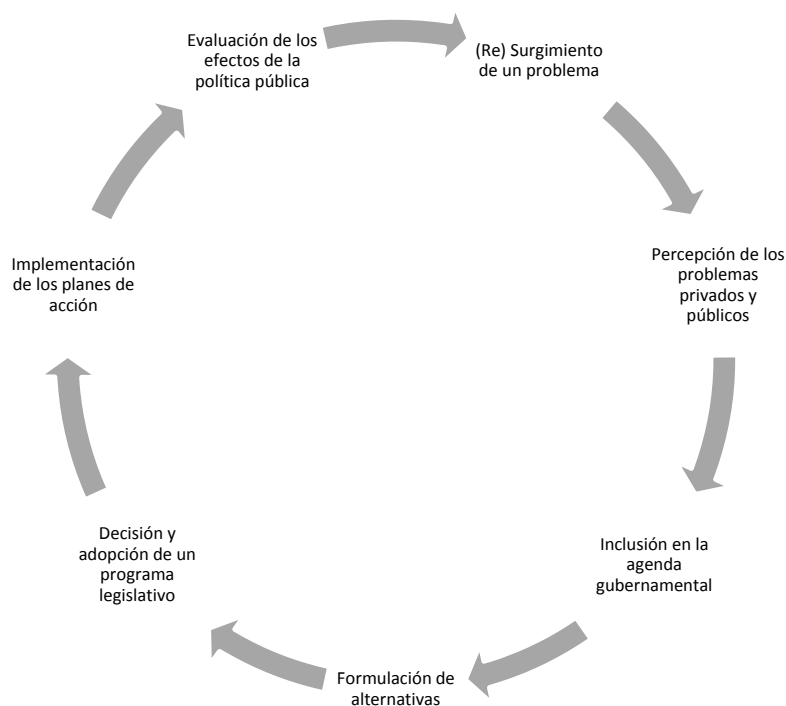 Evaluación de los
efectos de la
política pública
(Re) Surgimiento
de un problema
Percepción de los
problemas
privados y
públicos
Inclusión en la
agenda
gubernamental
Formulación de
alternativas
Decisión y
adopción de un
programa
legislativo
Implementación
de los planes de
acción